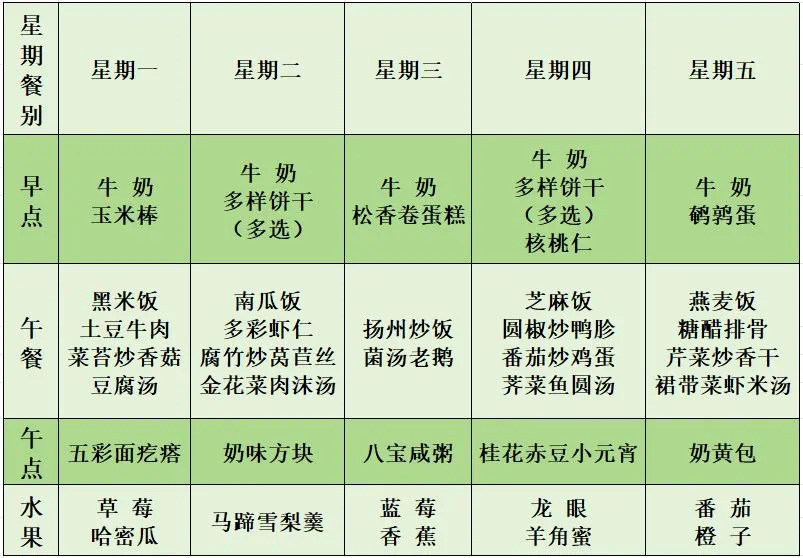 星期餐别
星期一
星期二
星期三
星期四
星期五
早点
牛 奶
玉米棒
牛 奶
多样饼干
（多选）
牛 奶
松香卷蛋糕
牛 奶
多样饼干
（多选）
核桃仁
牛 奶
鹌鹑蛋
午餐
黑米饭
土豆牛肉
菜苔炒香菇
豆腐汤
南瓜饭
多彩虾仁
腐竹炒莴苣丝
金花菜肉沫汤
扬州炒饭
菌汤老鹅
芝麻饭
圆椒炒鸭胗
番茄炒鸡蛋
荠菜鱼圆汤
燕麦饭
糖醋排骨
芹菜炒香干
裙带菜虾米汤
午点
五彩面疙瘩
奶味方块
八宝咸粥
桂花赤豆小元宵
奶黄包
水果
草 莓
哈密瓜
马蹄雪梨羹
蓝 莓
香 蕉
龙 眼
羊角蜜
番 茄
橙 子